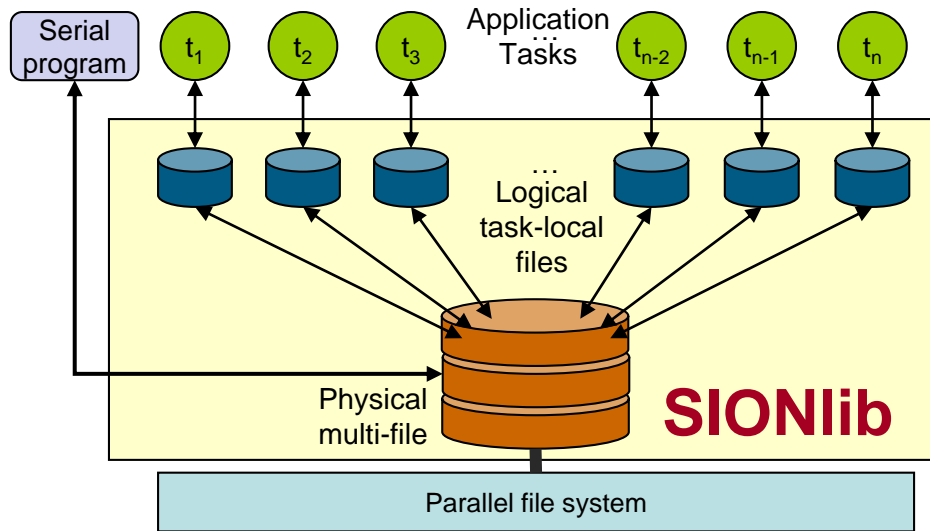 Serial
program
t1
t2
t3
Application
...
Tasks
tn-2
tn-1
tn
...
Logical
task-local
files
Physical
multi-file
SIONlib
Parallel file system